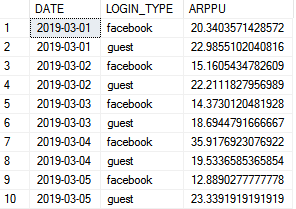 DATE LOGIN_TYPE ARPPU
1 2019-03-01 facebook 20.3403571428572
2 2019-03-01 guest 22.9855102040816
3 2019-03-02 facebook 15.1605434782609
4 2019-03-02 guest 22.2111827956989
5 2019-03-03 facebook 14.3730120481928
6 2019-03-03 guest 18.6944791666667
7 2019-03-04 facebook 35.9176923076922
8 2019-03-04 guest 19.5336585365854
9 2019-03-05 facebook 12.8890277777778
10 2019-03-05 guest 23.3391919191919